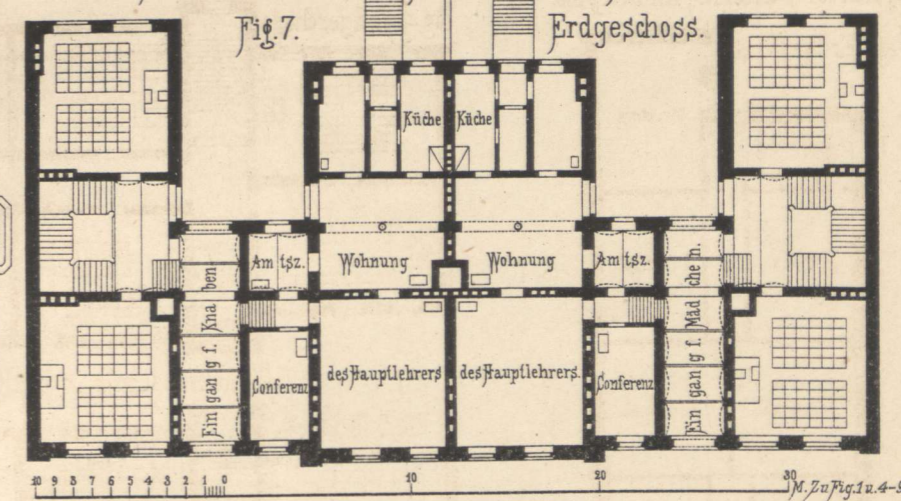 Fig. 7. Erdgeschoss.
Küche Küche
Amtsz. Wohnung Wohnung Amtsz.
Eingang f. Knaben
Eingang f. Mädchen.
Conferenz des Hauptlehrers des Hauptlehrers. Conferenz
10 9 8 7 6 5 4 3 2 1 0 10 20 30 M. Zu Fig. 1 u. 4-9